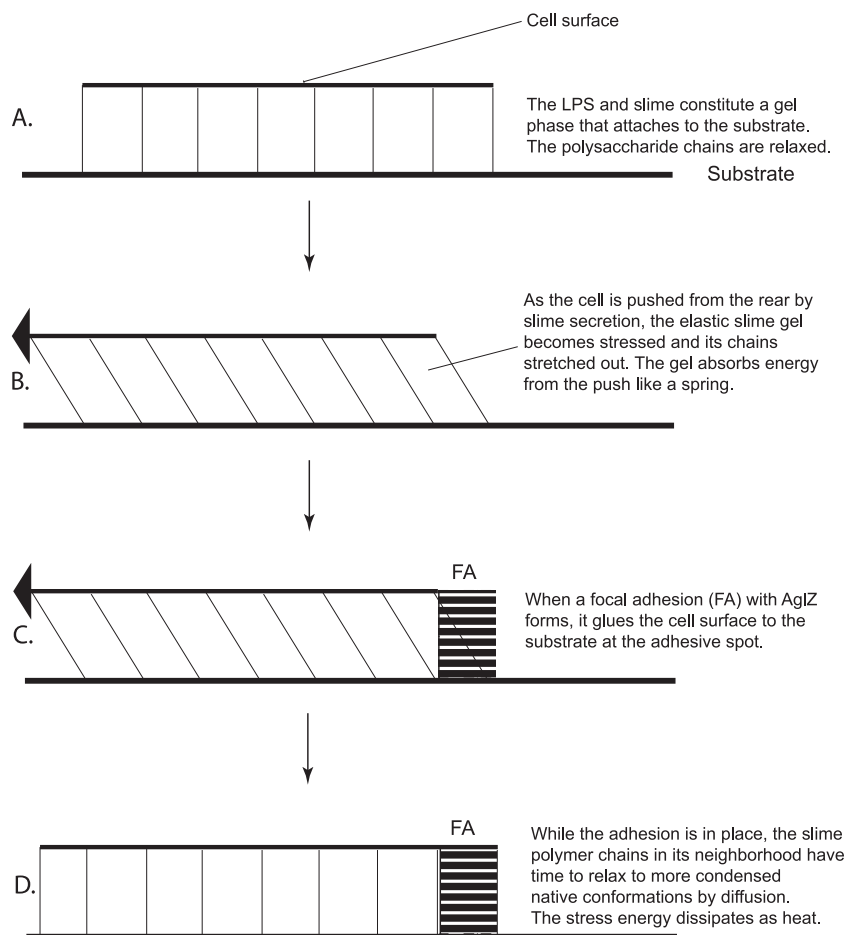 Cell surface
A.
The LPS and slime constitute a gel
phase that attaches to the substrate.
The polysaccharide chains are relaxed.
Substrate
As the cell is pushed from the rear by
slime secretion, the elastic slime gel
becomes stressed and its chains
stretched out. The gel absorbs energy
from the push like a spring.
B.
FA
When a focal adhesion (FA) with AglZ
forms, it glues the cell surface to the
substrate at the adhesive spot.
C.
FA
While the adhesion is in place, the slime
polymer chains in its neighborhood have
time to relax to more condensed
native conformations by diffusion.
The stress energy dissipates as heat.
D.